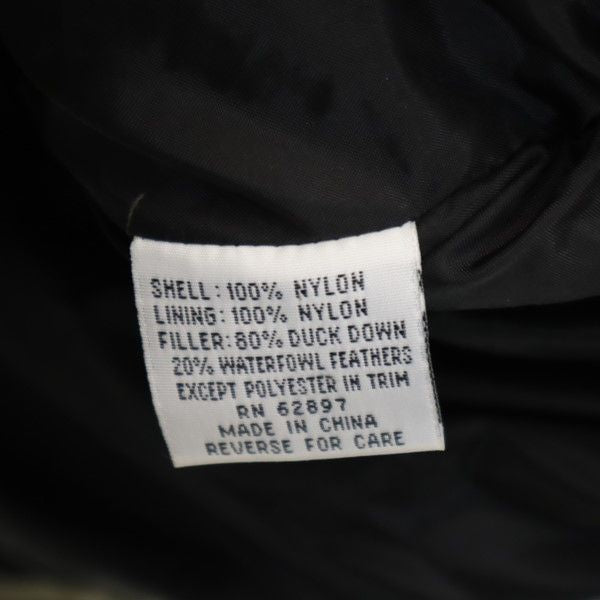 SHELL: 100% NYLON
LINING: 100% NYLON
FILLER: 80% DUCK DOWN
20% WATERFOWL FEATHERS
EXCEPT POLYESTER IN TRIM
RN 62897
MADE IN CHINA
REVERSE FOR CARE